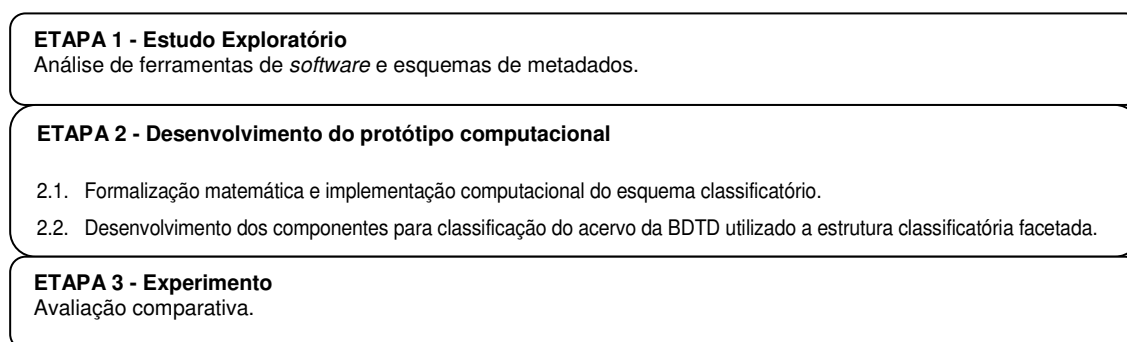 ETAPA 1 - Estudo Exploratório
Análise de ferramentas de software e esquemas de metadados.
ETAPA 2 - Desenvolvimento do protótipo computacional
2.1. Formalização matemática e implementação computacional do esquema classificatório.
2.2. Desenvolvimento dos componentes para classificação do acervo da BDTD utilizado a estrutura classificatória facetada.
ETAPA 3 - Experimento
Avaliação comparativa.